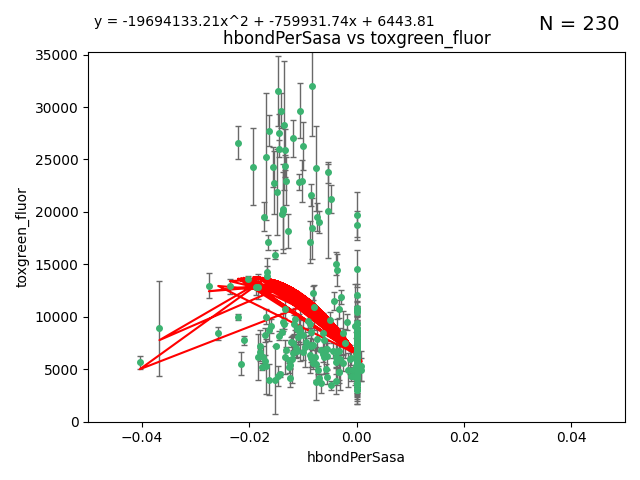 y = -19694133.21x^2 + -759931.74x + 6443.81
N = 230
hbondPerSasa vs toxgreen_fluor
35000
30000
25000
20000
15000
10000
5000
0
toxgreen_fluor
−0.04
−0.02
0.00
0.02
0.04
hbondPerSasa